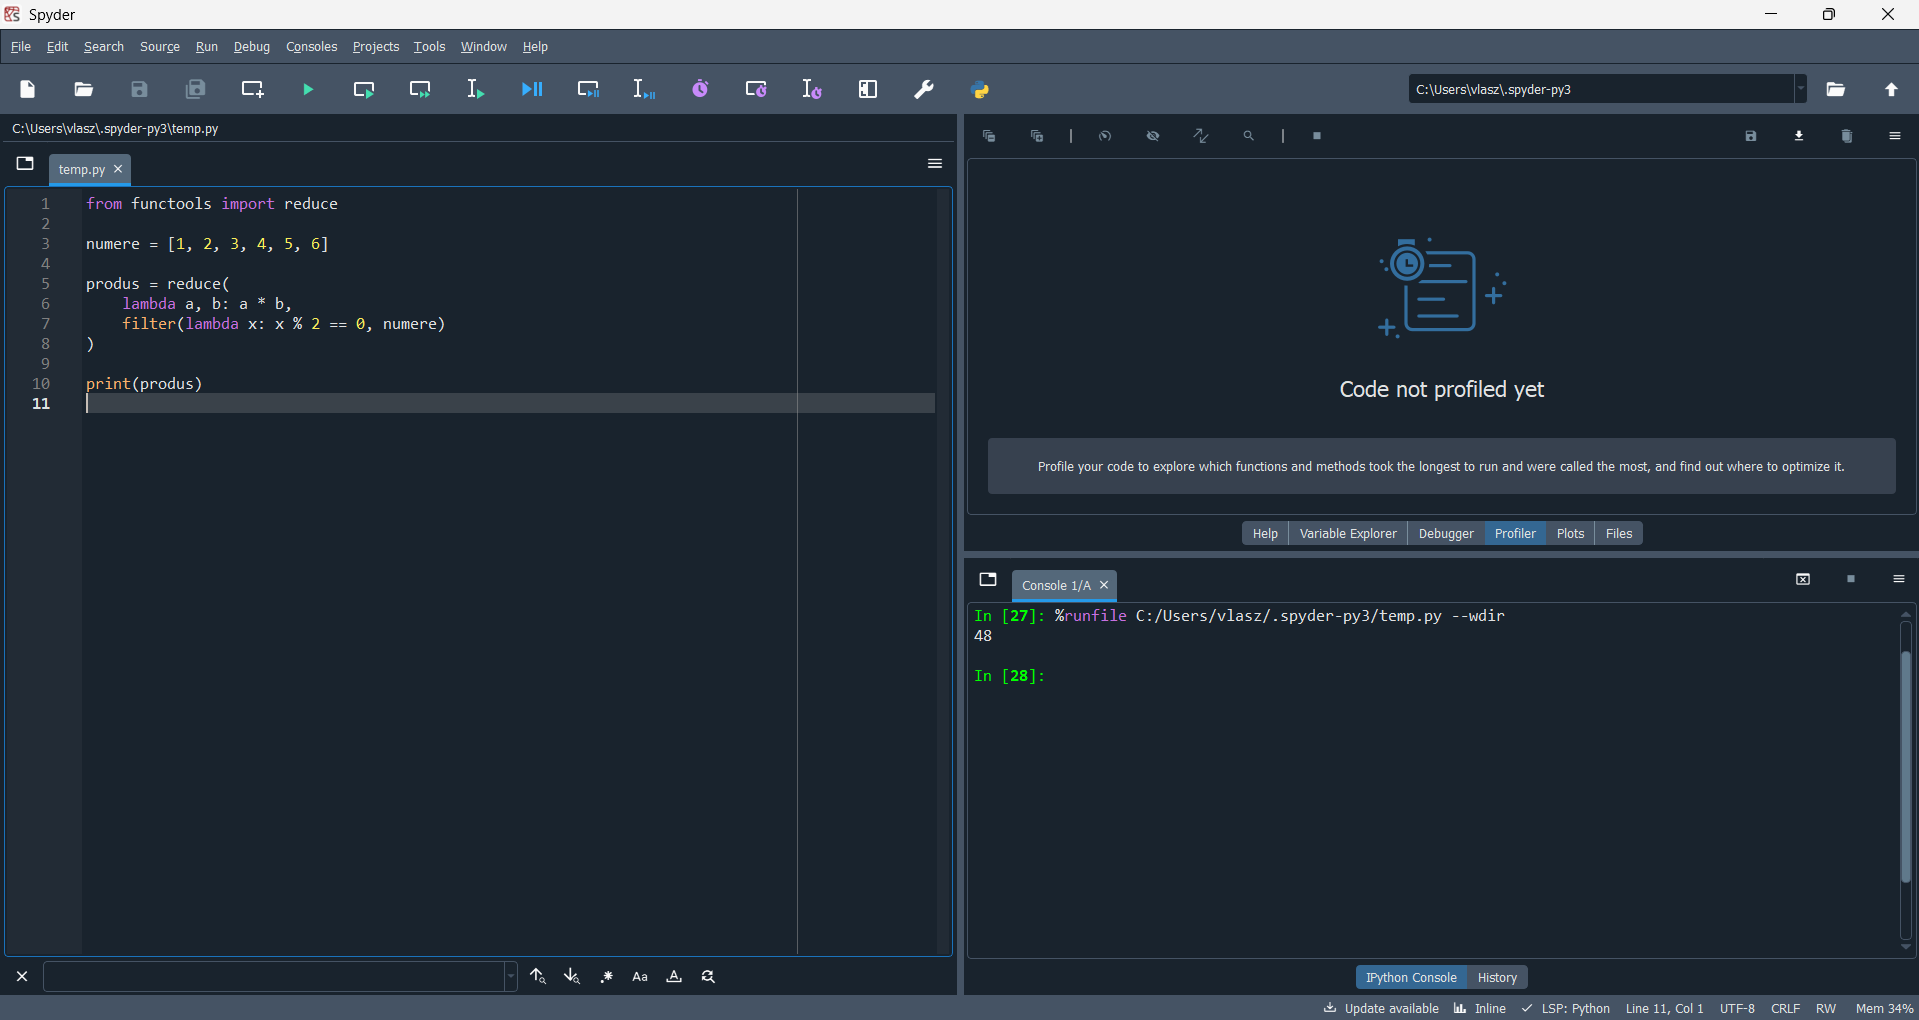 Spyder
File Edit Search Source Run Debug Consoles Projects Tools Window Help
C:\Users\vlasz\.spyder-py3
C:\Users\vlasz\.spyder-py3\temp.py
temp.py
1 from functools import reduce
2
3 numere = [1, 2, 3, 4, 5, 6]
4
5 produs = reduce(
6     lambda a, b: a * b,
7     filter(lambda x: x % 2 == 0, numere)
8 )
9
10 print(produs)
11
Aa
Code not profiled yet
Profile your code to explore which functions and methods took the longest to run and were called the most, and find out where to optimize it.
Help Variable Explorer Debugger Profiler Plots Files
Console 1/A
In [27]: %runfile C:/Users/vlasz/.spyder-py3/temp.py --wdir
48
In [28]:
IPython Console History
Update available Inline LSP: Python Line 11, Col 1 UTF-8 CRLF RW Mem 34%